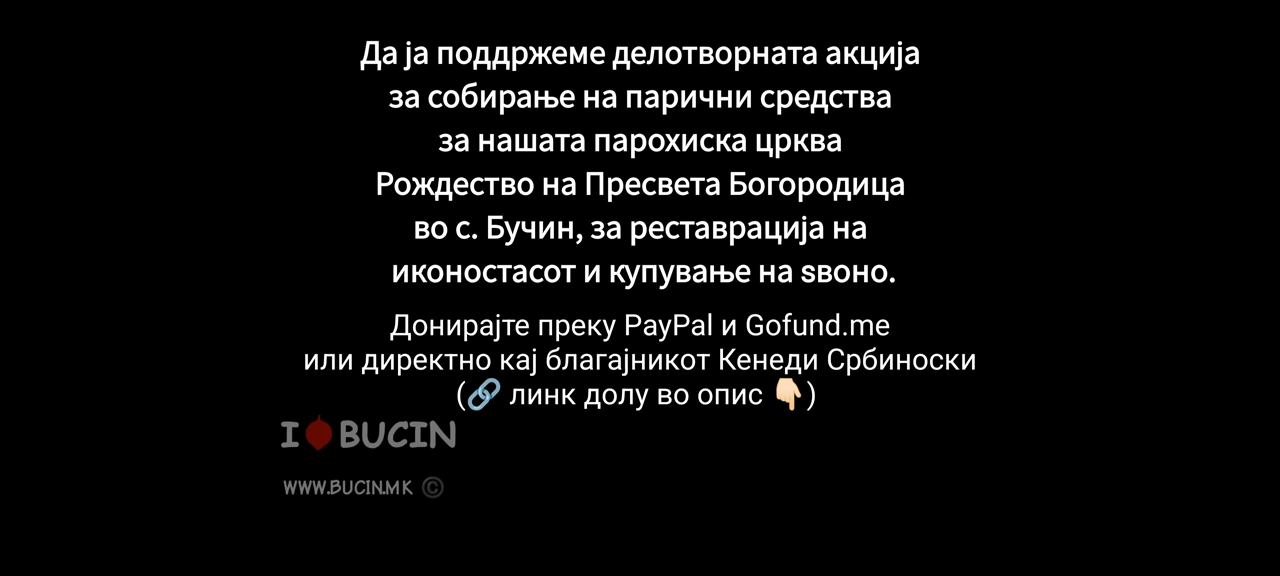 Да ја поддржеме делотворната акција
за собирање на парични средства
за нашата парохиска црква
Рождество на Пресвета Богородица
во с. Бучин, за реставрација на
иконостасот и купување на ѕвоно.
Донирајте преку PayPal и Gofund.me
или директно кај благајникот Кенеди Србиноски
(🔗 линк долу во опис 👇🏻)
I BUCIN
WWW.BUCIN.MK ©